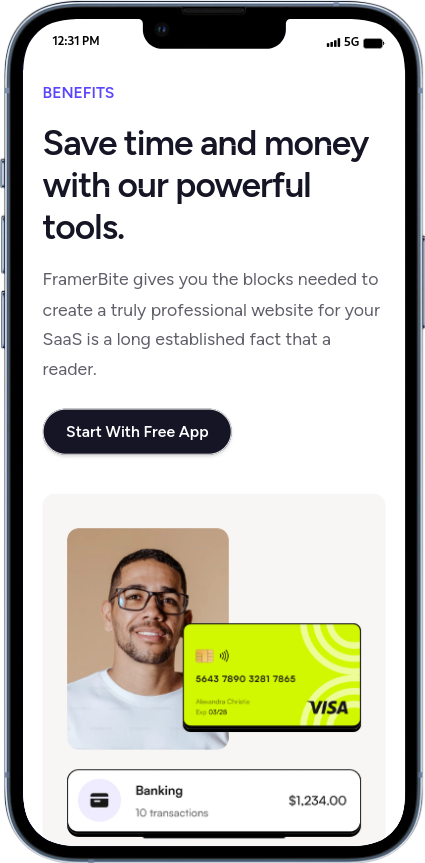 12:31 PM
5G
BENEFITS
Save time and money
with our powerful
tools.
FramerBite gives you the blocks needed to
create a truly professional website for your
SaaS is a long established fact that a
reader.
Start With Free App
5643 7890 3281 7865
Alexandra Christie
Exp 03/28
VISA
Banking
10 transactions
$1,234.00